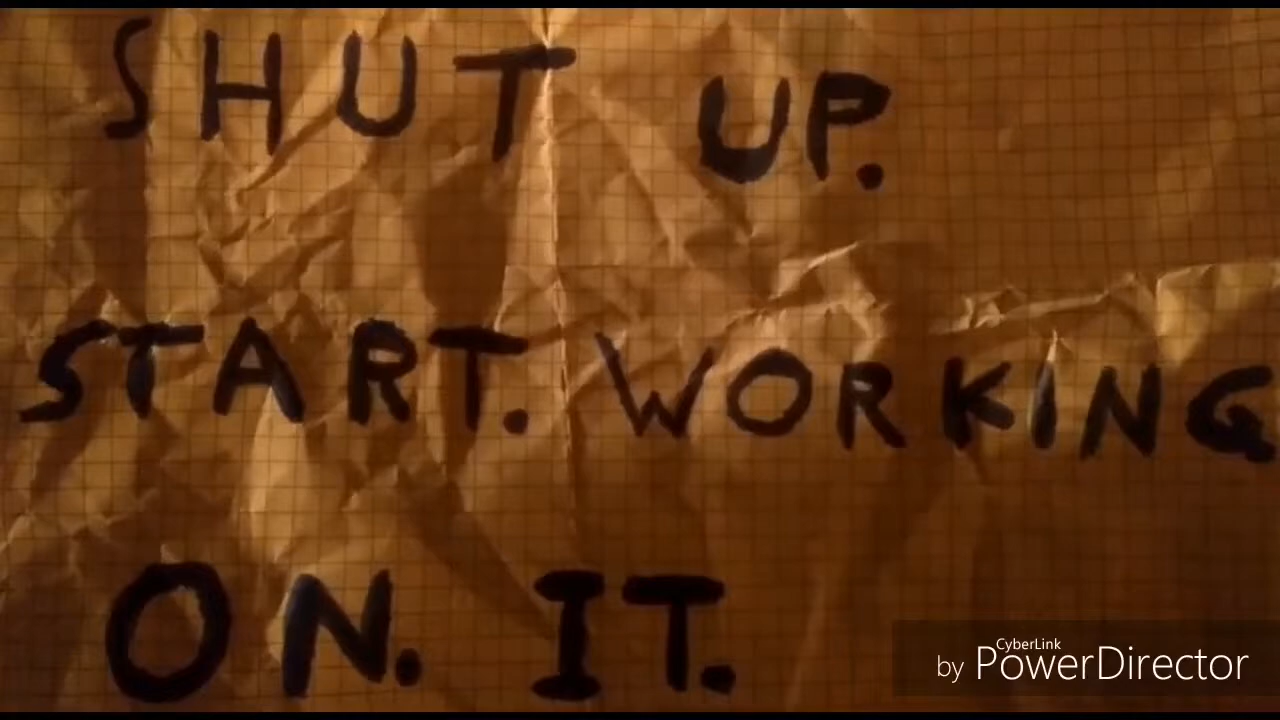 SHUT UP.
START. WORKING
ON. IT.
CyberLink
by PowerDirector